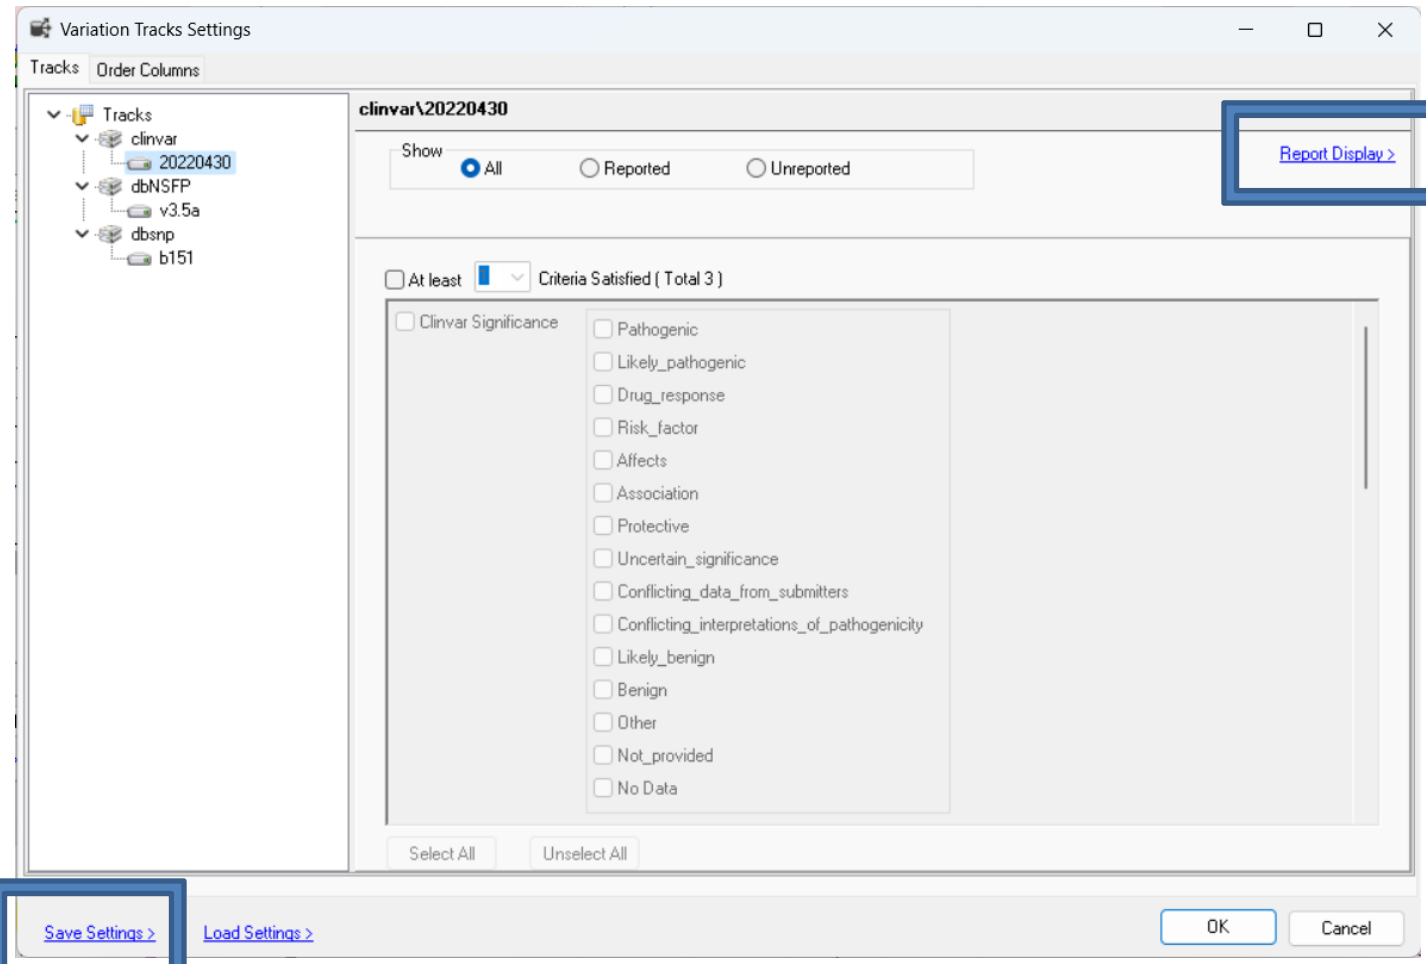 Variation Tracks Settings
Tracks
Order Columns
Tracks
clinvar
20220430
dbNSFP
v3.5a
dbsnp
b151
clinvar\20220430
Show
All
Reported
Unreported
Report Display >
At least
Criteria Satisfied ( Total 3 )
Clinvar Significance
Pathogenic
Likely_pathogenic
Drug_response
Risk_factor
Affects
Association
Protective
Uncertain_significance
Conflicting_data_from_submitters
Conflicting_interpretations_of_pathogenicity
Likely_benign
Benign
Other
Not_provided
No Data
Select All
Unselect All
Save Settings >
Load Settings >
OK
Cancel